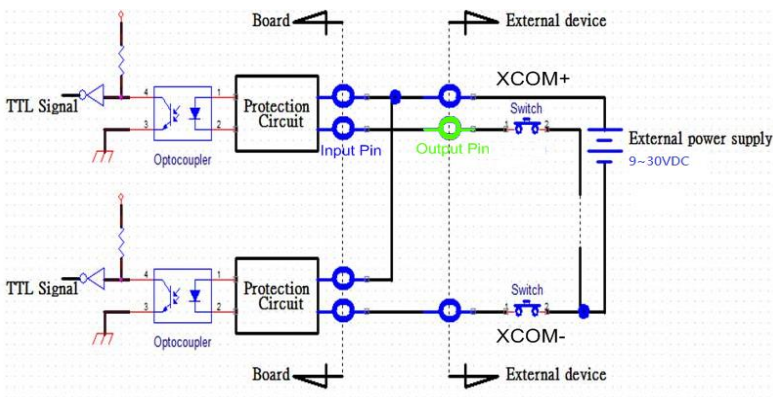 Board
External device
XCOM+
TTL Signal
4
1
3
2
Protection
Circuit
Switch
1
2
External power supply
9~30VDC
Input Pin
Output Pin
Optocoupler
TTL Signal
4
1
3
2
Protection
Circuit
Switch
1
2
XCOM-
Optocoupler
Board
External device